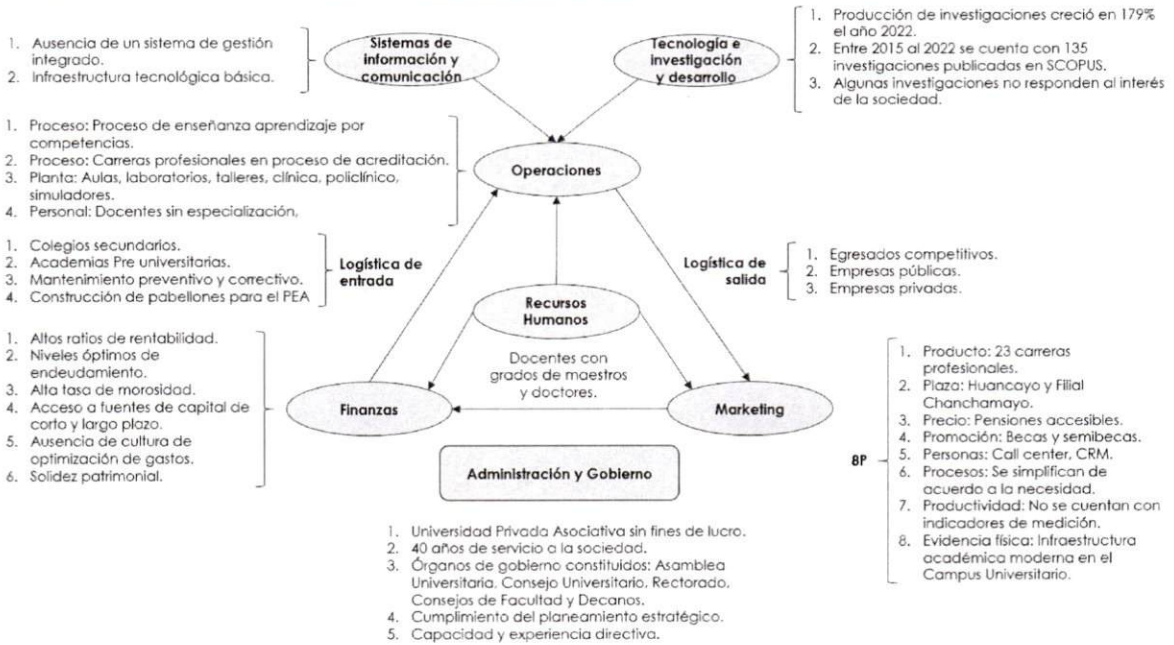 Sistemas de
información y
comunicación
1. Ausencia de un sistema de gestión
integrado.
2. Infraestructura tecnológica básica.
Tecnología e
investigación
y desarrollo
1. Producción de investigaciones creció en 179%
el año 2022.
2. Entre 2015 al 2022 se cuenta con 135
investigaciones publicadas en SCOPUS.
3. Algunas investigaciones no responden al interés
de la sociedad.
1. Proceso: Proceso de enseñanza aprendizaje por
competencias.
2. Proceso: Carreras profesionales en proceso de acreditación.
3. Planta: Aulas, laboratorios, talleres, clínica, policlínico,
simuladores.
4. Personal: Docentes sin especialización.
Operaciones
1. Colegios secundarios.
2. Academias Pre universitarias.
3. Mantenimiento preventivo y correctivo.
4. Construcción de pabellones para el PEA
Logística de
entrada
Logística de
salida
1. Egresados competitivos.
2. Empresas públicas.
3. Empresas privadas.
Recursos
Humanos
Docentes con
grados de maestros
y doctores.
1. Altos ratios de rentabilidad.
2. Niveles óptimos de
endeudamiento.
3. Alta tasa de morosidad.
4. Acceso a fuentes de capital de
corto y largo plazo.
5. Ausencia de cultura de
optimización de gastos.
6. Solidez patrimonial.
Finanzas
Marketing
8P
1. Producto: 23 carreras
profesionales.
2. Plaza: Huancayo y Filial
Chanchamayo.
3. Precio: Pensiones accesibles.
4. Promoción: Becas y semibecas.
5. Personas: Call center, CRM.
6. Procesos: Se simplifican de
acuerdo a la necesidad.
7. Productividad: No se cuentan con
indicadores de medición.
8. Evidencia física: Infraestructura
académica moderna en el
Campus Universitario.
Administración y Gobierno
1. Universidad Privada Asociativa sin fines de lucro.
2. 40 años de servicio a la sociedad.
3. Órganos de gobierno constituidos: Asamblea
Universitaria, Consejo Universitario, Rectorado,
Consejos de Facultad y Decanos.
4. Cumplimiento del planeamiento estratégico.
5. Capacidad y experiencia directiva.